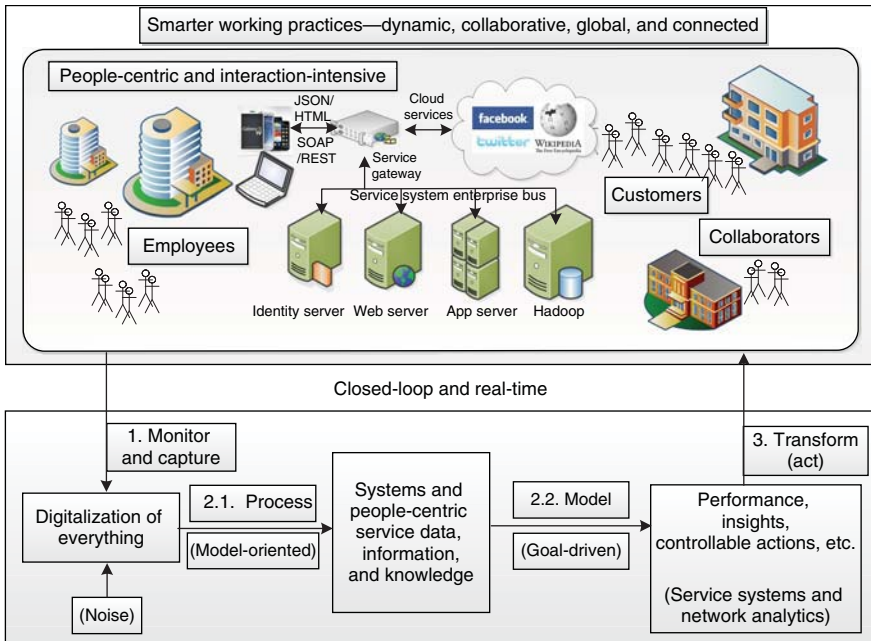 Smarter working practices—dynamic, collaborative, global, and connected
People-centric and interaction-intensive
JSON/
HTML
SOAP
/REST
Cloud
services
Service
gateway
facebook
twitter
WIKIPEDIA
The Free Encyclopedia
Service system enterprise bus
Customers
Employees
Collaborators
Identity server
Web server
App server
Hadoop
Closed-loop and real-time
1. Monitor
and capture
3. Transform
(act)
Digitalization of
everything
2.1. Process
(Model-oriented)
Systems and
people-centric
service data,
information,
and knowledge
2.2. Model
(Goal-driven)
Performance,
insights,
controllable actions, etc.
(Service systems and
network analytics)
(Noise)